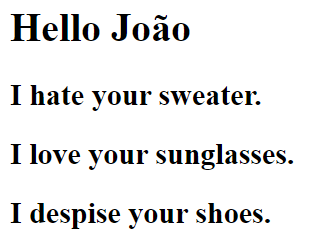 Hello João
I hate your sweater.
I love your sunglasses.
I despise your shoes.